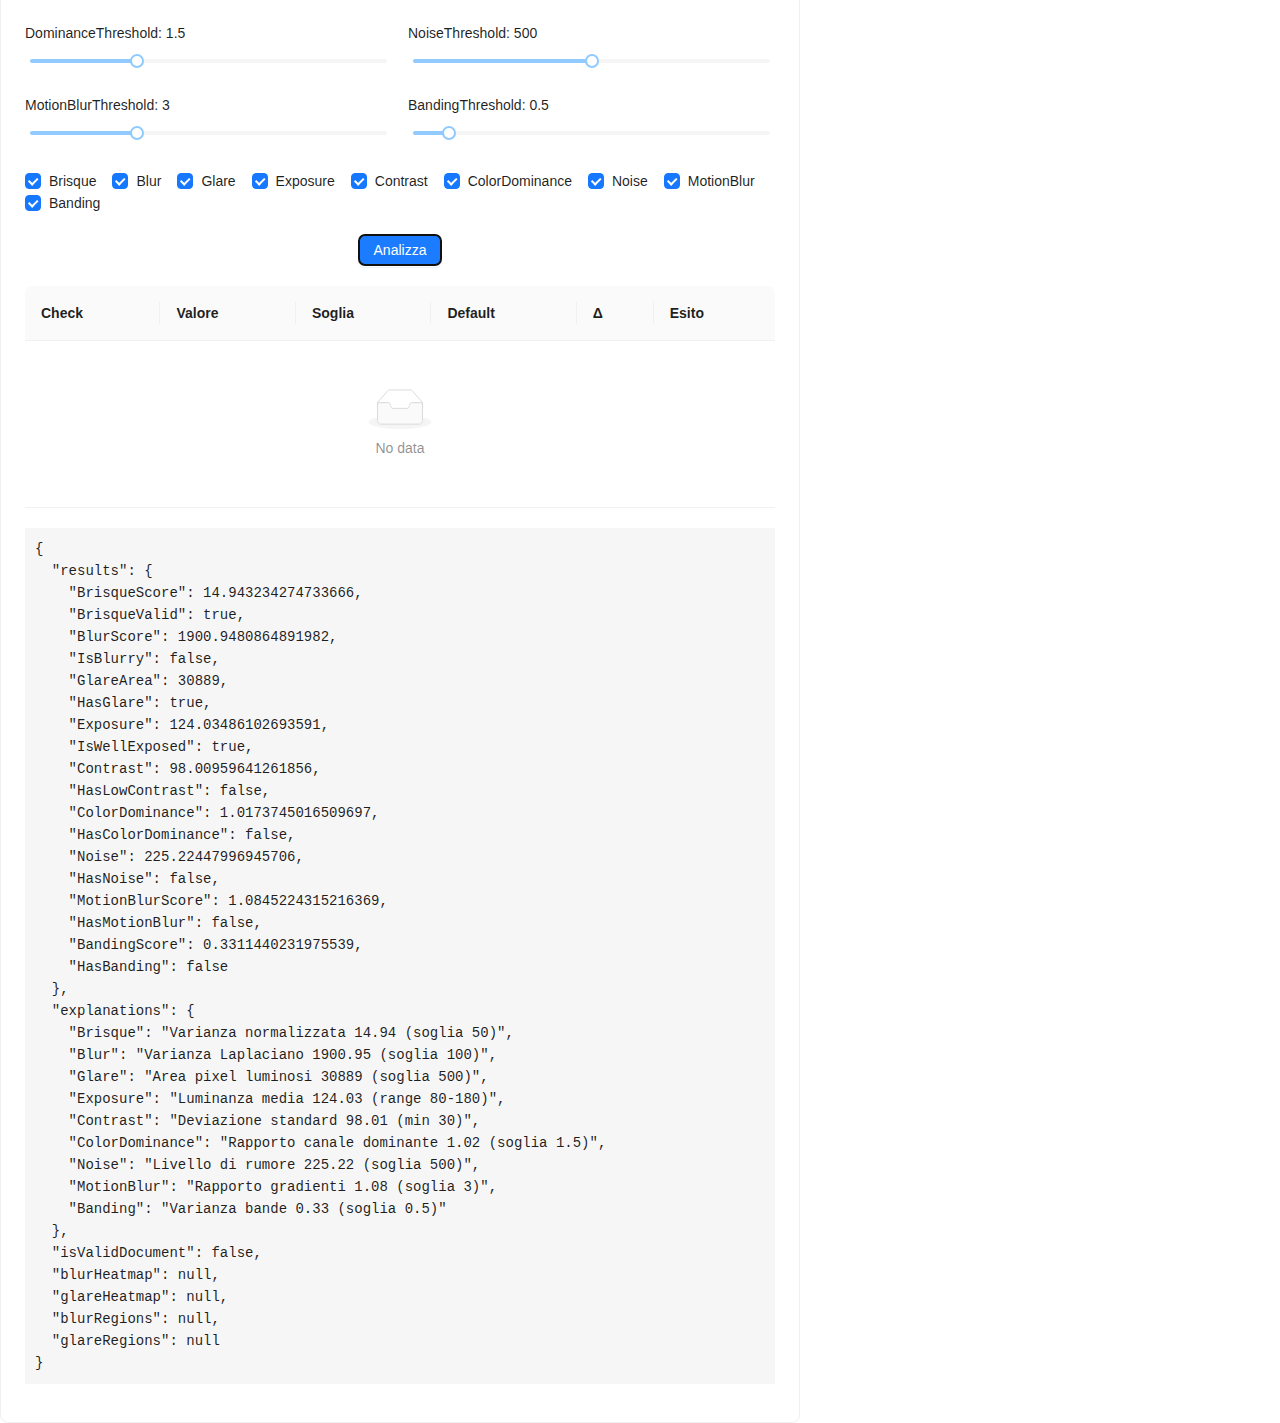 DominanceThreshold: 1.5 NoiseThreshold: 500
MotionBlurThreshold: 3 BandingThreshold: 0.5
Brisque Blur Glare Exposure Contrast ColorDominance Noise MotionBlur
Banding
Analizza
Check Valore Soglia Default Δ Esito
No data
{
  "results": {
    "BrisqueScore": 14.943234274733666,
    "BrisqueValid": true,
    "BlurScore": 1900.9480864891982,
    "IsBlurry": false,
    "GlareArea": 30889,
    "HasGlare": true,
    "Exposure": 124.03486102693591,
    "IsWellExposed": true,
    "Contrast": 98.00959641261856,
    "HasLowContrast": false,
    "ColorDominance": 1.0173745016509697,
    "HasColorDominance": false,
    "Noise": 225.22447996945706,
    "HasNoise": false,
    "MotionBlurScore": 1.0845224315216369,
    "HasMotionBlur": false,
    "BandingScore": 0.3311440231975539,
    "HasBanding": false
  },
  "explanations": {
    "Brisque": "Varianza normalizzata 14.94 (soglia 50)",
    "Blur": "Varianza Laplaciano 1900.95 (soglia 100)",
    "Glare": "Area pixel luminosi 30889 (soglia 500)",
    "Exposure": "Luminanza media 124.03 (range 80-180)",
    "Contrast": "Deviazione standard 98.01 (min 30)",
    "ColorDominance": "Rapporto canale dominante 1.02 (soglia 1.5)",
    "Noise": "Livello di rumore 225.22 (soglia 500)",
    "MotionBlur": "Rapporto gradienti 1.08 (soglia 3)",
    "Banding": "Varianza bande 0.33 (soglia 0.5)"
  },
  "isValidDocument": false,
  "blurHeatmap": null,
  "glareHeatmap": null,
  "blurRegions": null,
  "glareRegions": null
}